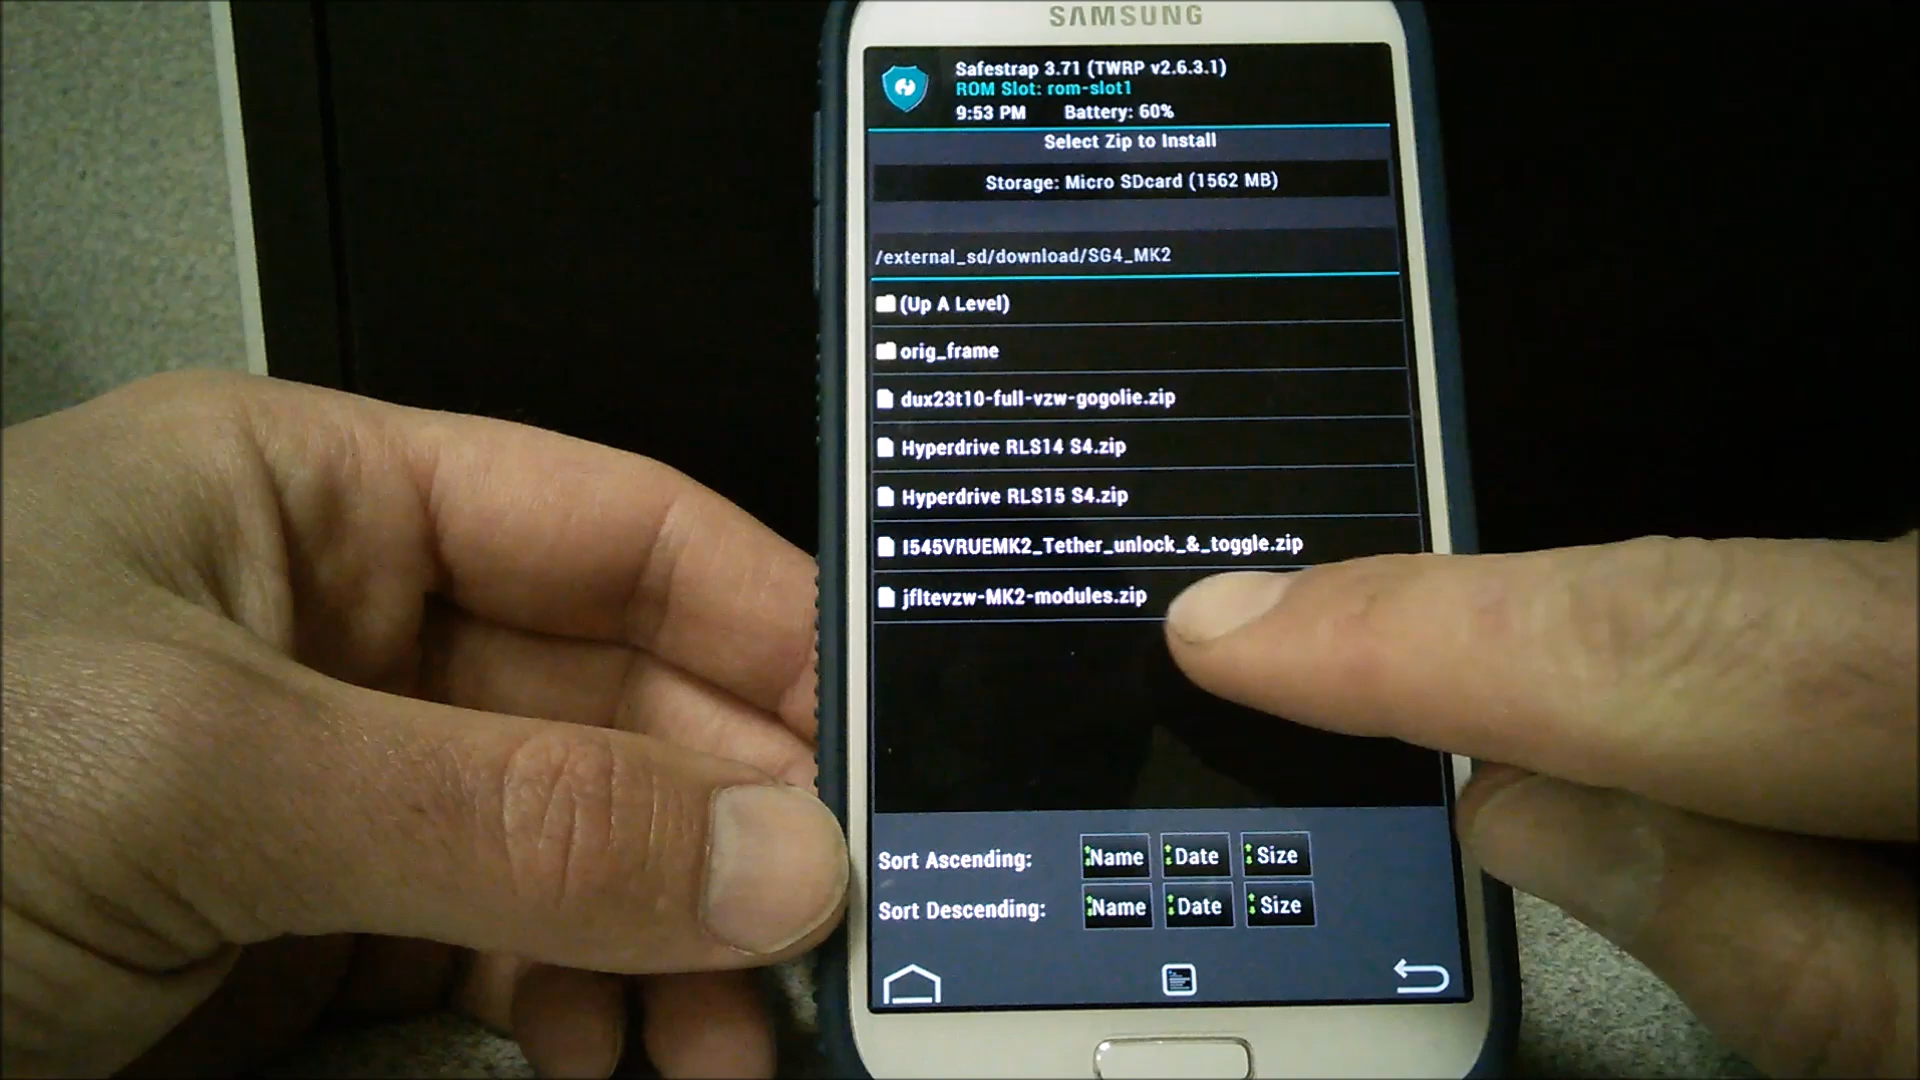 SAMSUNG
Safestrap 3.71 (TWRP v2.6.3.1)
ROM Slot: rom-slot1
9:53 PM Battery: 60%
Select Zip to Install
Storage: Micro SDcard (1562 MB)
/external_sd/download/SG4_MK2
(Up A Level)
orig_frame
dux23t10-full-vzw-gogolie.zip
Hyperdrive RLS14 S4.zip
Hyperdrive RLS15 S4.zip
I545VRUEMK2_Tether_unlock_&_toggle.zip
jfltevzw-MK2-modules.zip
Sort Ascending: Name Date Size
Sort Descending: Name Date Size